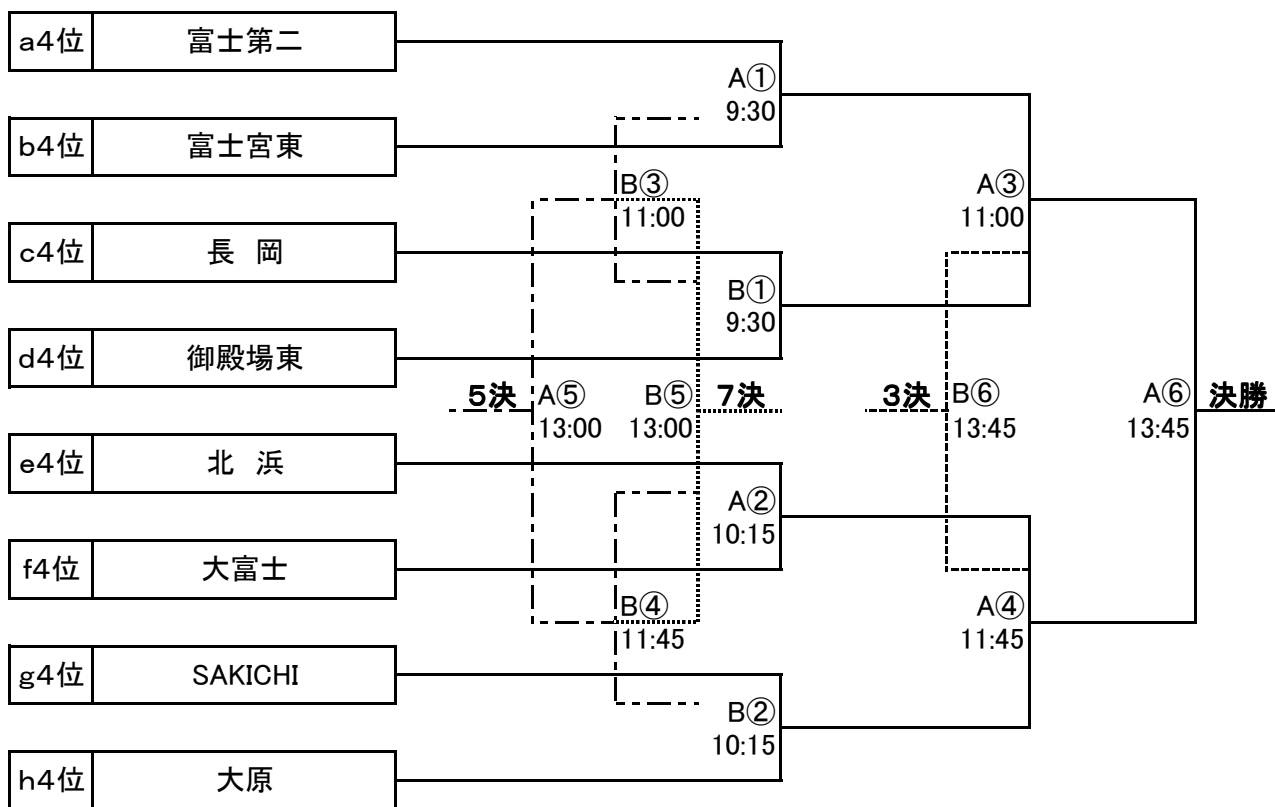 a4位 富士第二
A①
9:30
b4位 富士宮東
B③
11:00
A③
11:00
c4位 長 岡
B①
9:30
d4位 御殿場東
5決 A⑤ B⑤ 7決 3決 B⑥ A⑥ 決勝
13:00 13:00 13:45 13:45
e4位 北 浜
A②
10:15
f4位 大富士
B④
11:45
A④
11:45
g4位 SAKICHI
B②
10:15
h4位 大原